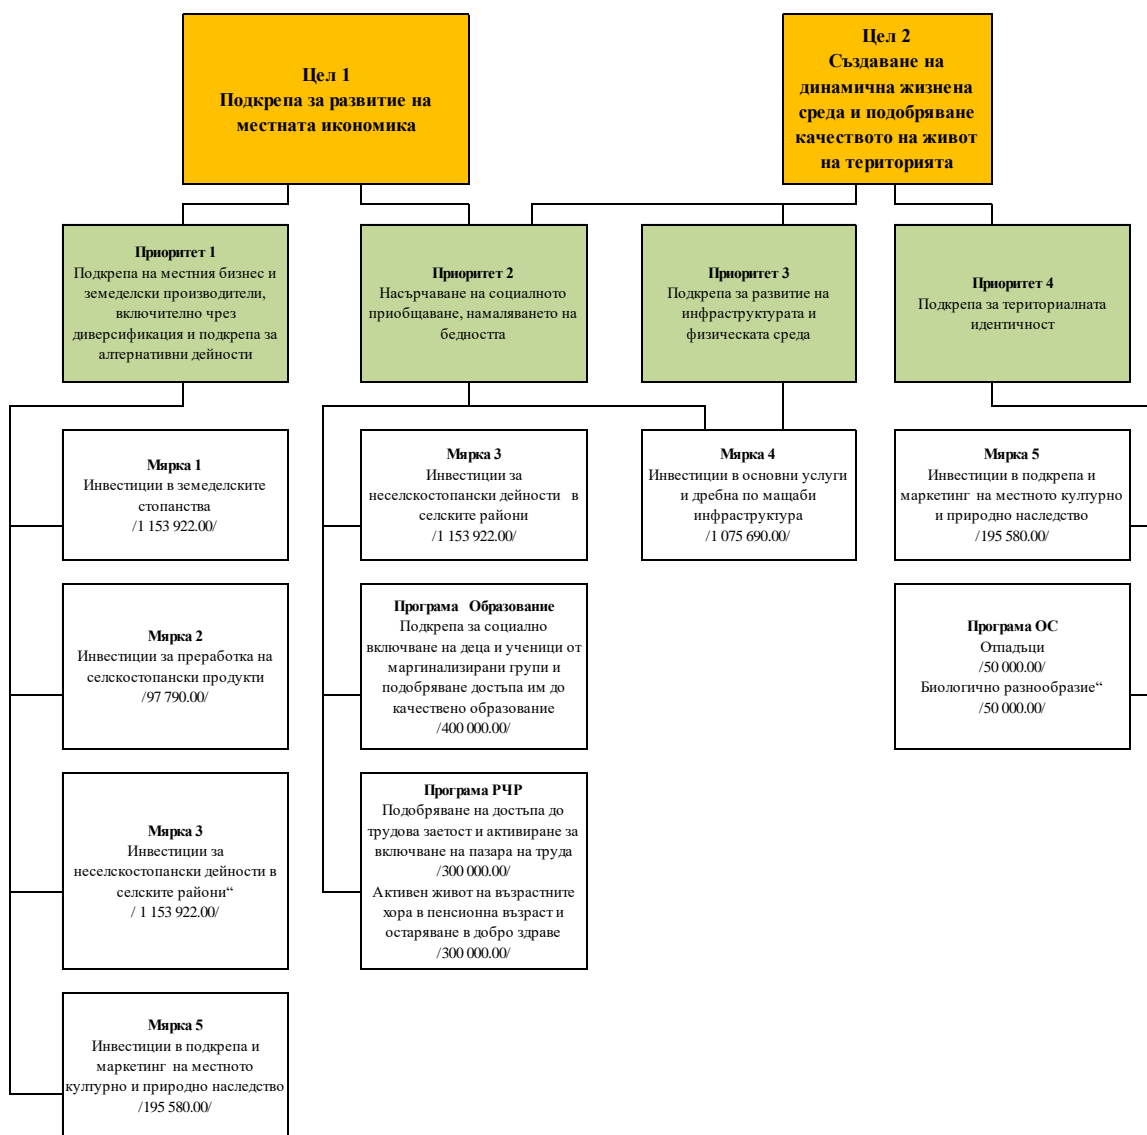 Цел 1
Подкрепа за развитие на
местната икономика
Цел 2
Създаване на
динамична жизнена
среда и подобряване
качеството на живот
на територията
Приоритет 1
Подкрепа на местния бизнес и
земеделски производители,
включително чрез
диверсификация и подкрепа за
алтернативни дейности
Приоритет 2
Насърчаване на социалното
приобщаване, намаляването на
бедността
Приоритет 3
Подкрепа за развитие на
инфраструктурата и
физическата среда
Приоритет 4
Подкрепа за териториалната
идентичност
Мярка 1
Инвестиции в земеделските
стопанства
/1 153 922.00/
Мярка 3
Инвестиции за
неселскостопански дейности в
селските райони
/1 153 922.00/
Мярка 4
Инвестиции в основни услуги
и дребна по мащаби
инфраструктура
/1 075 690.00/
Мярка 5
Инвестиции в подкрепа и
маркетинг на местното културно
и природно наследство
/195 580.00/
Мярка 2
Инвестиции за преработка на
селскостопански продукти
/97 790.00/
Програма Образование
Подкрепа за социално
включване на деца и ученици от
маргинализирани групи и
подобряване достъпа им до
качествено образование
/400 000.00/
Програма ОС
Отпадъци
/50 000.00/
Биологично разнообразие“
/50 000.00/
Мярка 3
Инвестиции за
неселскостопански дейности в
селските райони“
/ 1 153 922.00/
Програма РЧР
Подобряване на достъпа до
трудова заетост и активиране за
включване на пазара на труда
/300 000.00/
Активен живот на възрастните
хора в пенсионна възраст и
остаряване в добро здраве
/300 000.00/
Мярка 5
Инвестиции в подкрепа и
маркетинг на местното
културно и природно наследство
/195 580.00/